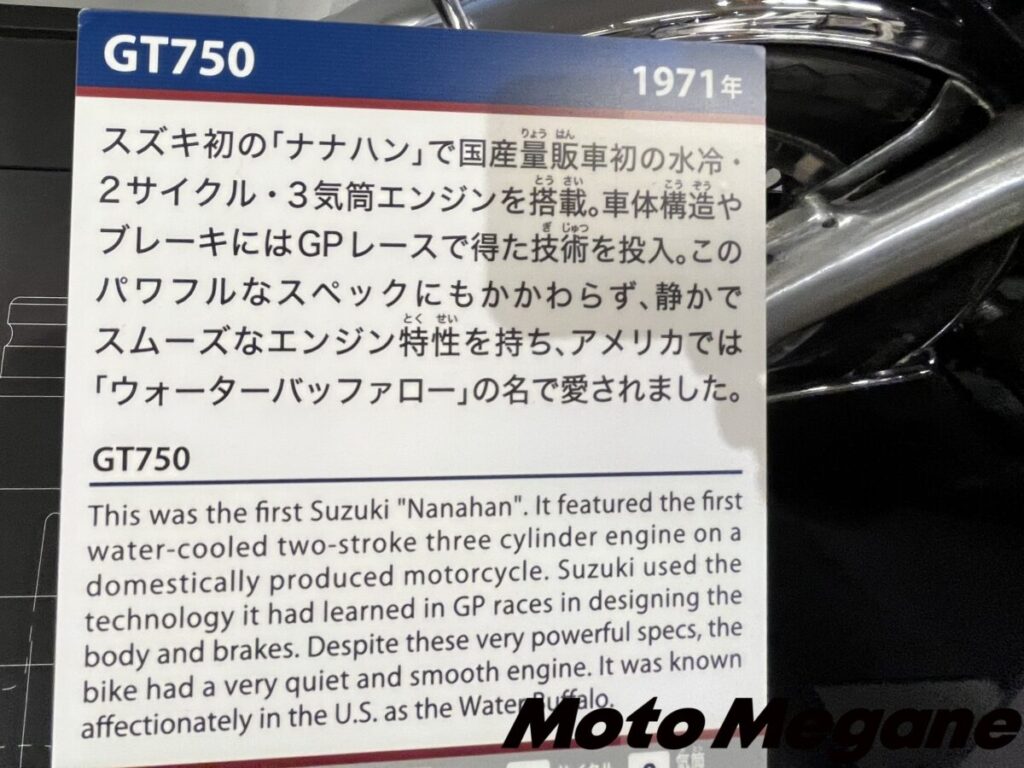 GT750
1971年
スズキ初の「ナナハン」で国産量販車初の水冷・
2サイクル・3気筒エンジンを搭載。車体構造や
ブレーキにはGPレースで得た技術を投入。この
パワフルなスペックにもかかわらず、静かで
スムーズなエンジン特性を持ち、アメリカでは
「ウォーターバッファロー」の名で愛されました。
GT750
This was the first Suzuki "Nanahan". It featured the first
water-cooled two-stroke three cylinder engine on a
domestically produced motorcycle. Suzuki used the
technology it had learned in GP races in designing the
body and brakes. Despite these very powerful specs, the
bike had a very quiet and smooth engine. It was known
affectionately in the U.S. as the Water Buffalo.
Moto Megane
気筒